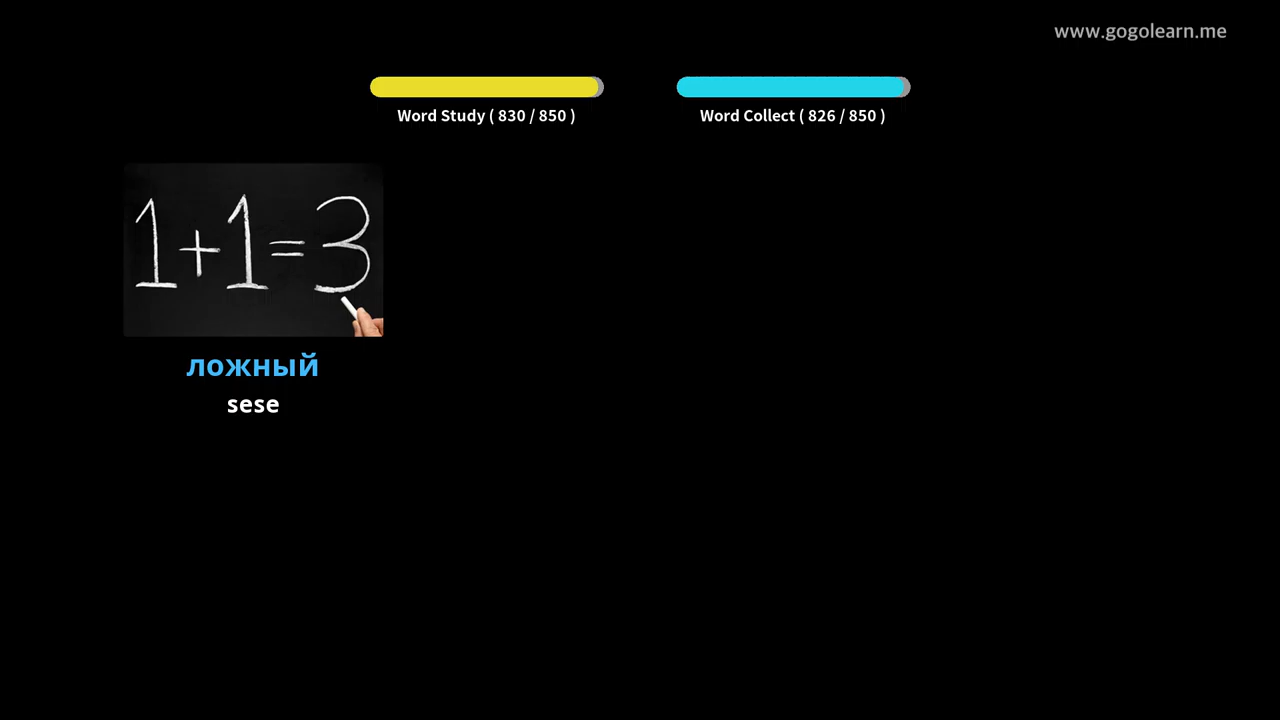 www.gogolearn.me
Word Study ( 830 / 850 )
Word Collect ( 826 / 850 )
1+1=3
ложный
sese